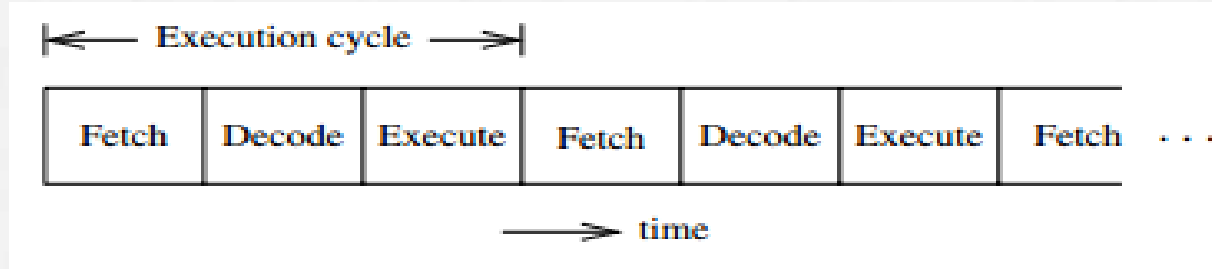 Execution cycle
Fetch Decode Execute Fetch Decode Execute Fetch . . .
time